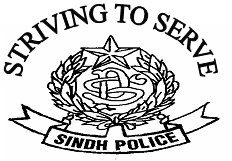 STRIVING TO SERVE
SINDH POLICE